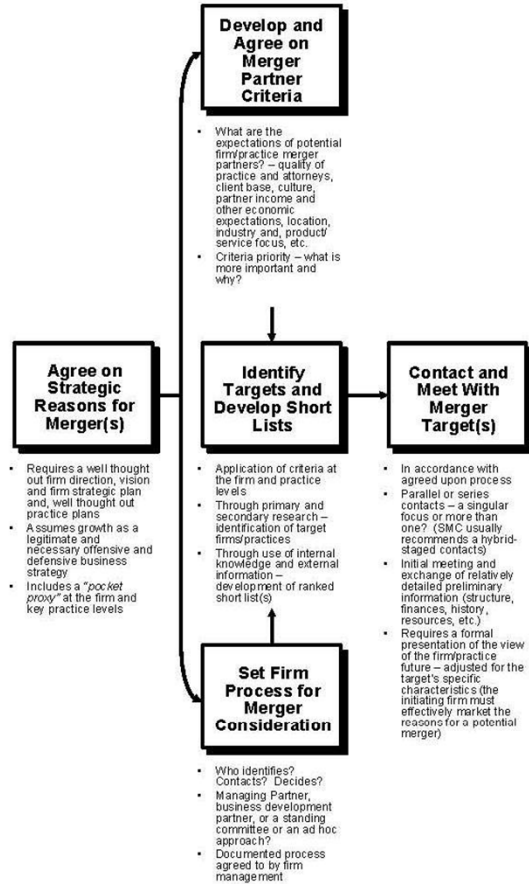 Develop and
Agree on
Merger
Partner
Criteria
• What are the
expectations of potential
firm/practice merger
partners? – quality of
practice and attorneys,
client base, culture,
partner income and
other economic
expectations, location,
industry and, product/
service focus, etc.
• Criteria priority – what is
more important and
why?
Agree on
Strategic
Reasons for
Merger(s)
• Requires a well thought
out firm direction, vision
and firm strategic plan
and, well thought out
practice plans
• Assumes growth as a
legitimate and
necessary offensive and
defensive business
strategy
• Includes a "pocket
proxy" at the firm and
key practice levels
Identify
Targets and
Develop Short
Lists
• Application of criteria at
the firm and practice
levels
• Through primary and
secondary research –
identification of target
firms/practices
• Through use of internal
knowledge and external
information –
development of ranked
short list(s)
Contact and
Meet With
Merger
Target(s)
• In accordance with
agreed upon process
• Parallel or series
contacts – a singular
focus or more than
one? (SMC usually
recommends a hybrid-
staged contacts)
• Initial meeting and
exchange of relatively
detailed preliminary
information (structure,
finances, history,
resources, etc.)
• Requires a formal
presentation of the view
of the firm/practice
future – adjusted for the
target's specific
characteristics (the
initiating firm must
effectively market the
reasons for a potential
merger)
Set Firm
Process for
Merger
Consideration
• Who identifies?
Contacts? Decides?
• Managing Partner,
business development
partner, or a standing
committee or an ad hoc
approach?
• Documented process
agreed to by firm
management